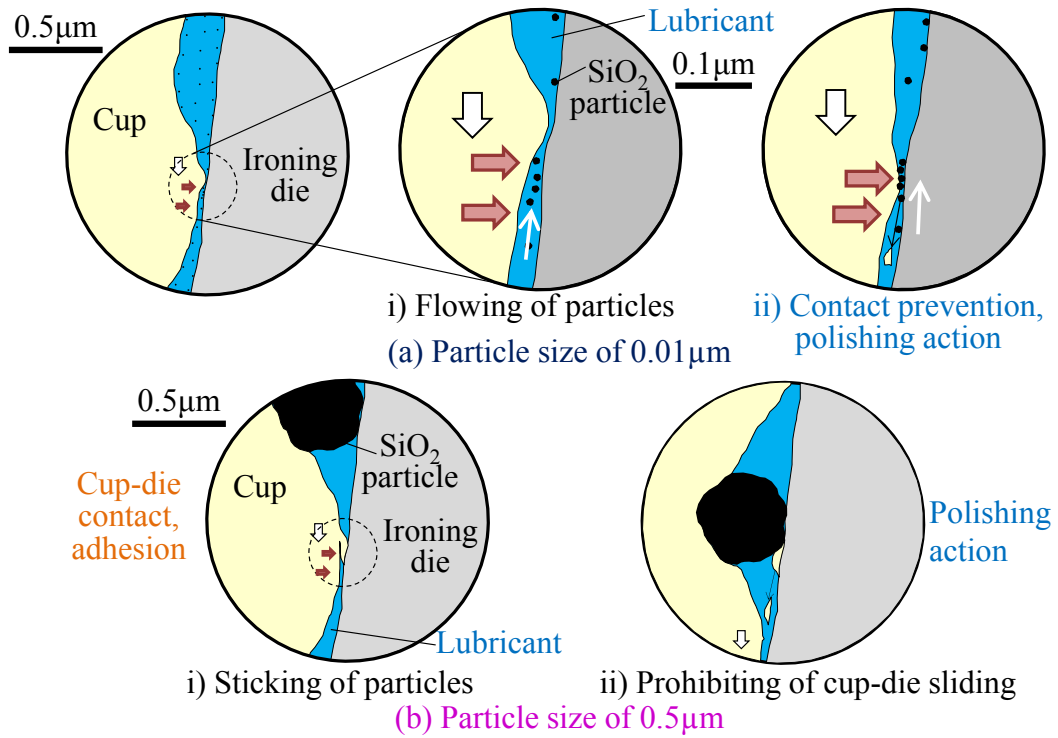 0.5µm
Cup
Ironing
die
Lubricant
SiO₂
particle
0.1µm
i) Flowing of particles
ii) Contact prevention,
polishing action
(a) Particle size of 0.01µm
0.5µm
Cup-die
contact,
adhesion
Cup
SiO₂
particle
Ironing
die
Lubricant
i) Sticking of particles
Polishing
action
ii) Prohibiting of cup-die sliding
(b) Particle size of 0.5µm